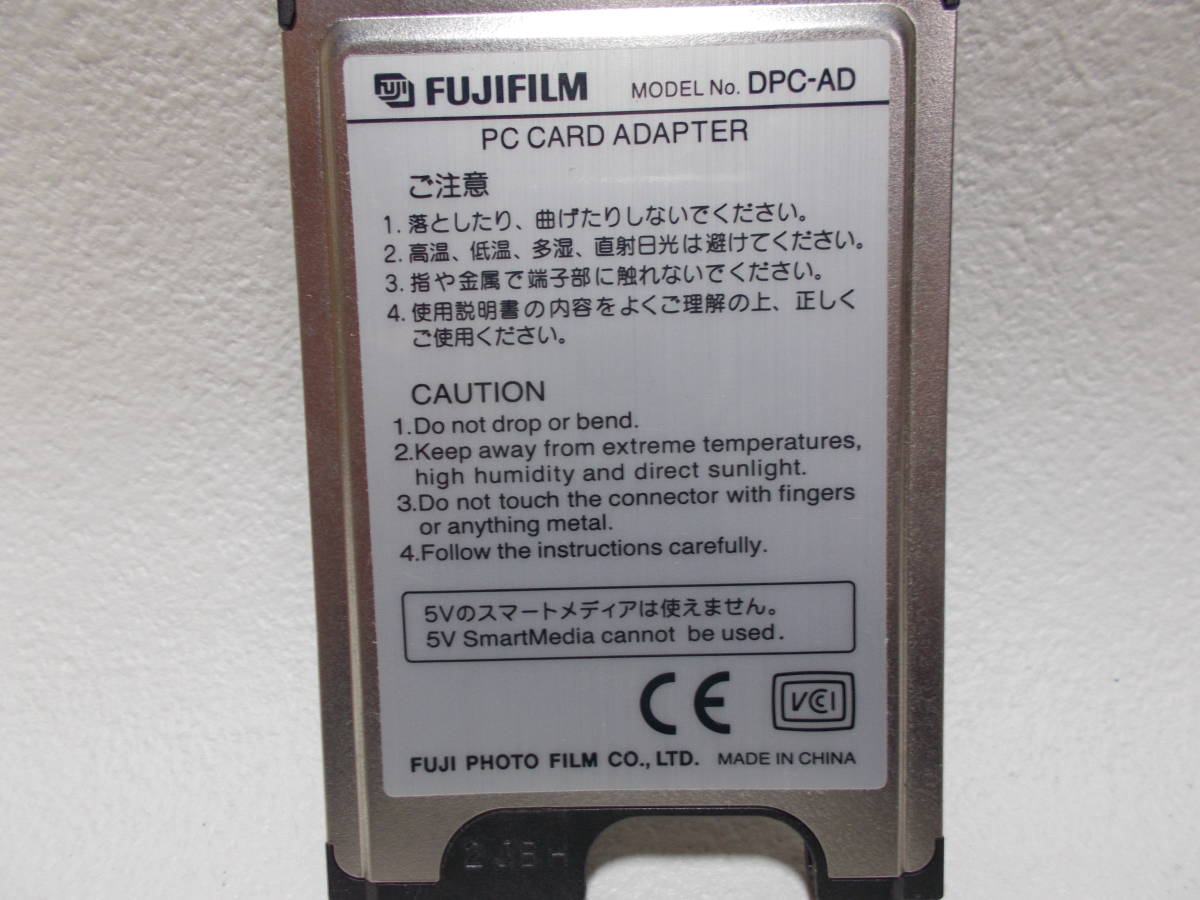 FUJI FUJIFILM MODEL No. DPC-AD
PC CARD ADAPTER
ご注意
1. 落としたり、曲げたりしないでください。
2. 高温、低温、多湿、直射日光は避けてください。
3. 指や金属で端子部に触れないでください。
4. 使用説明書の内容をよくご理解の上、正しく
ご使用ください。
CAUTION
1.Do not drop or bend.
2.Keep away from extreme temperatures,
high humidity and direct sunlight.
3.Do not touch the connector with fingers
or anything metal.
4.Follow the instructions carefully.
5Vのスマートメディアは使えません。
5V SmartMedia cannot be used.
CE VCCI
FUJI PHOTO FILM CO., LTD. MADE IN CHINA
2JBH